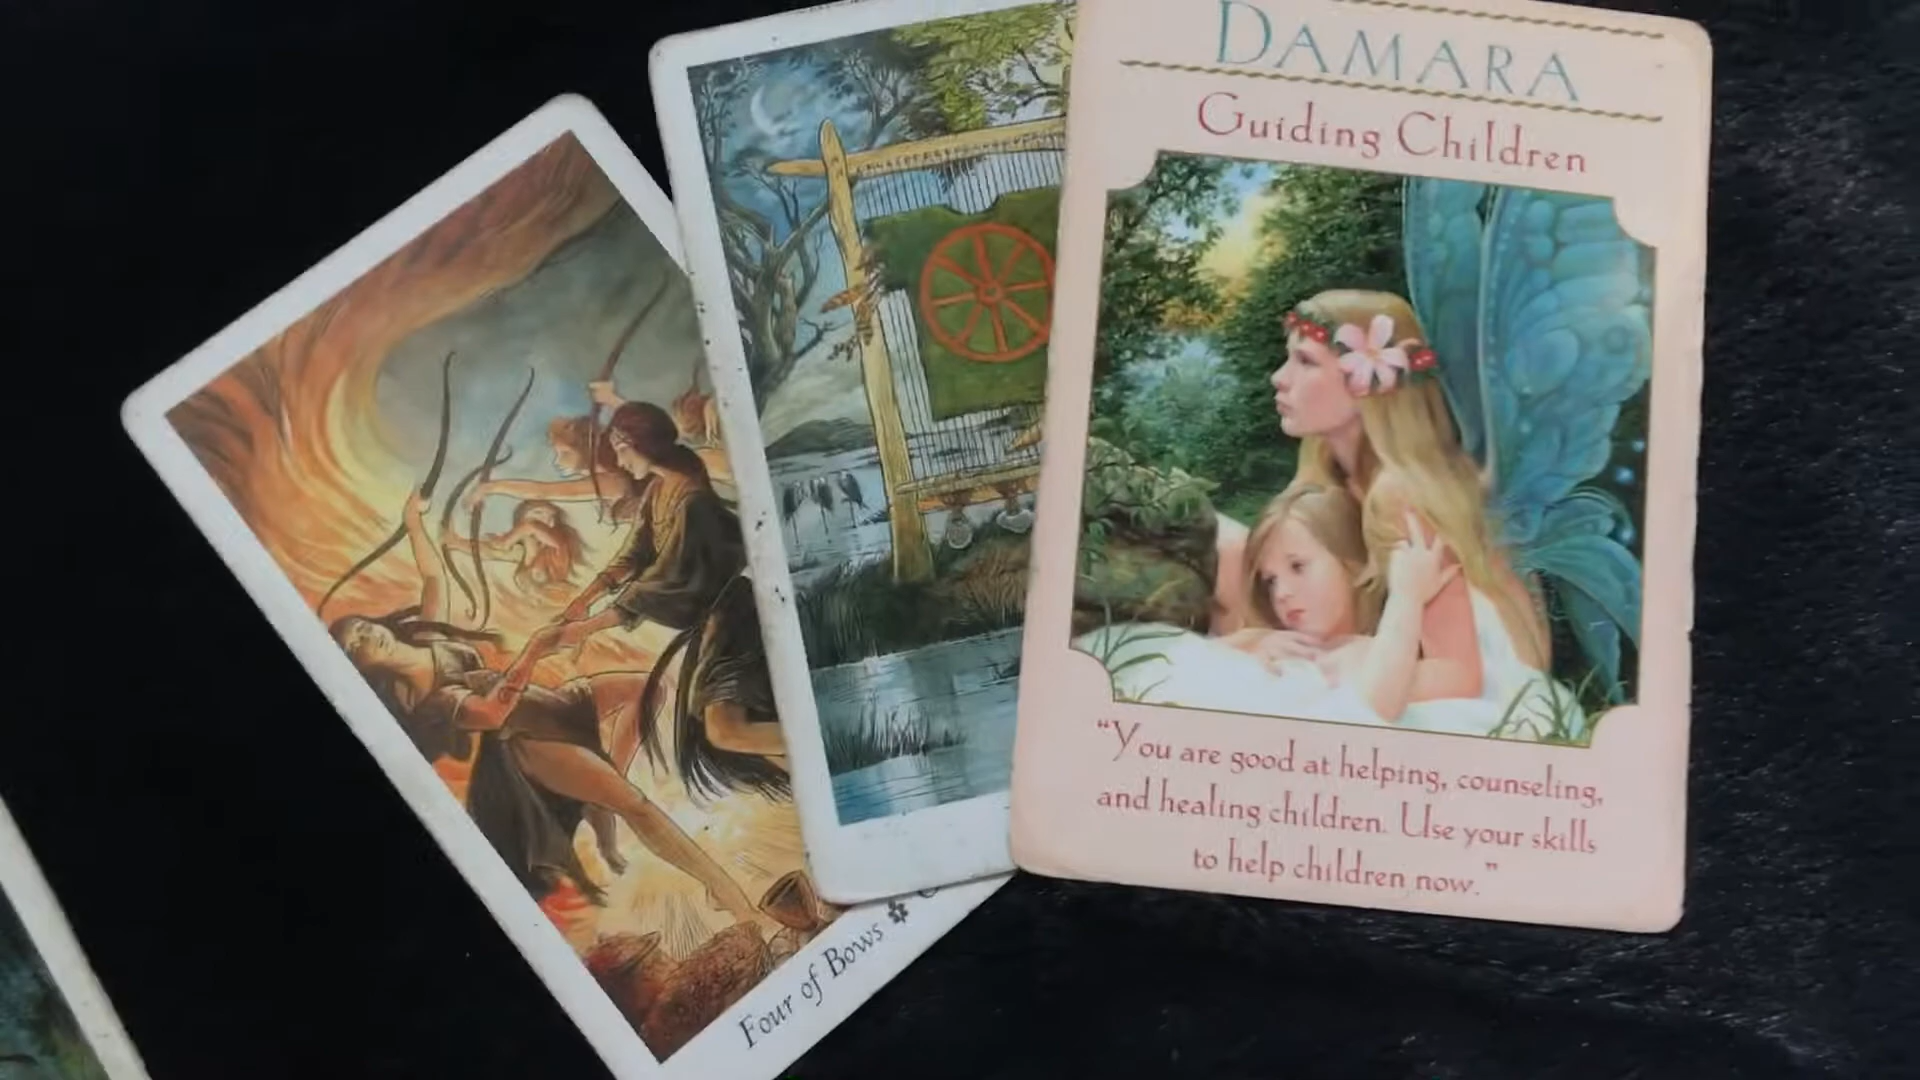 DAMARA
Guiding Children
“You are good at helping, counseling,
and healing children. Use your skills
to help children now.”
Four of Bows